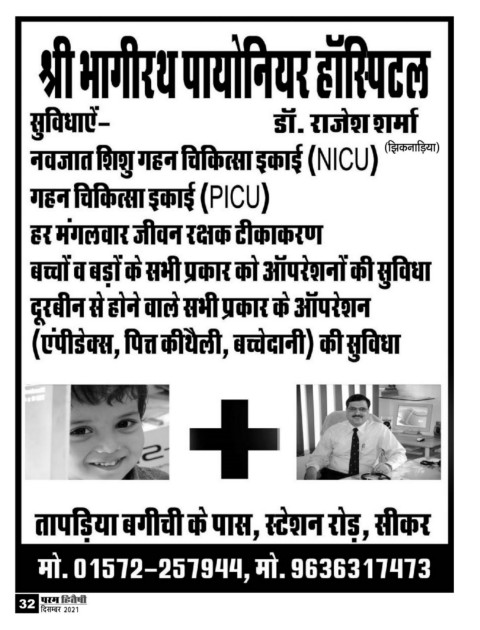 श्री भागीरथ पायोनियर हॉस्पिटल
सुविधाऐं– डॉ. राजेश शर्मा
(झिकनाड़िया)
नवजात शिशु गहन चिकित्सा इकाई (NICU)
गहन चिकित्सा इकाई (PICU)
हर मंगलवार जीवन रक्षक टीकाकरण
बच्चों व बड़ों के सभी प्रकार को ऑपरेशनों की सुविधा
दूरबीन से होने वाले सभी प्रकार के ऑपरेशन
(एंपीडेक्स, पित्त कीथैली, बच्चेदानी) की सुविधा
तापड़िया बगीची के पास, स्टेशन रोड़, सीकर
मो. 01572–257944, मो. 9636317473
32 परम हितैषी
दिसम्बर 2021